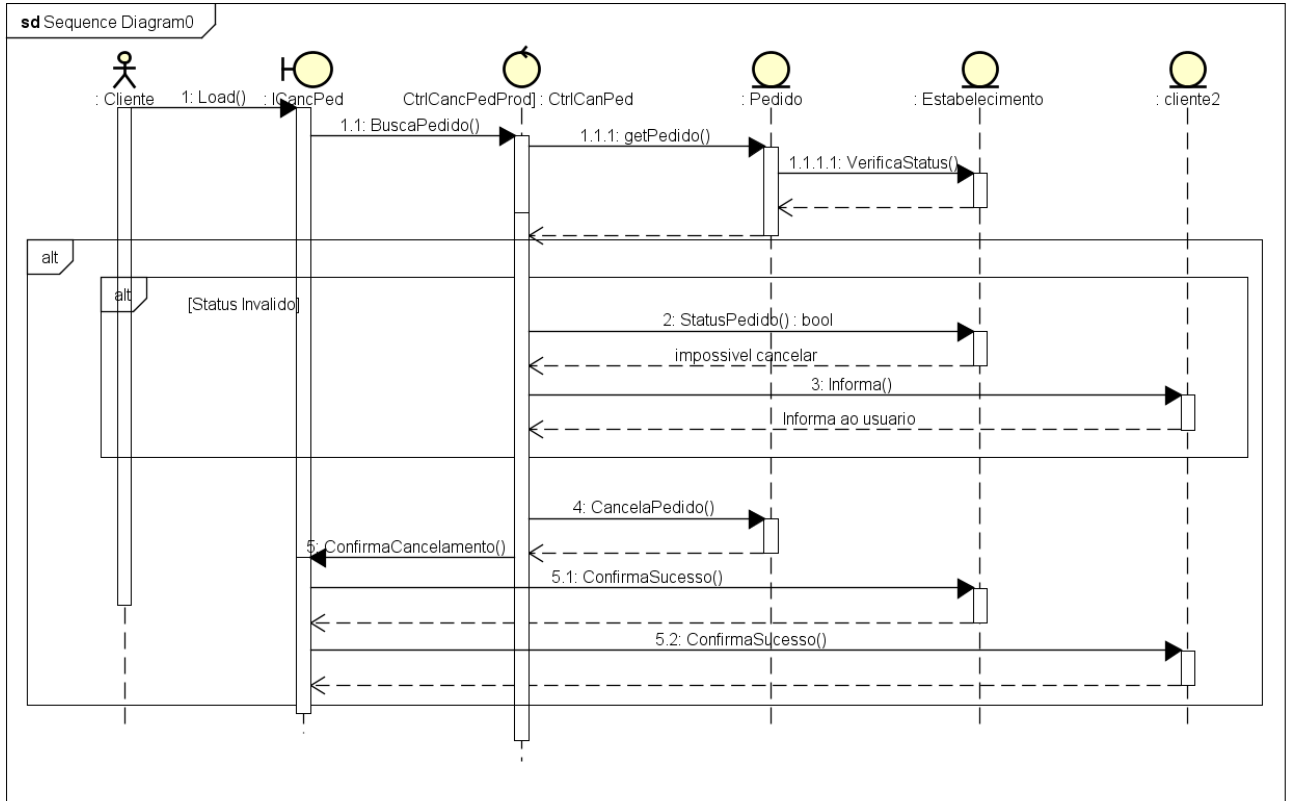 sd Sequence Diagram0
: Cliente
1: Load()
: ICancPed
CtrlCancPedProd] : CtrlCanPed
: Pedido
: Estabelecimento
: cliente2
1.1: BuscaPedido()
1.1.1: getPedido()
1.1.1.1: VerificaStatus()
alt
alt
[Status Invalido]
2: StatusPedido() : bool
impossivel cancelar
3: Informa()
Informa ao usuario
4: CancelaPedido()
5: ConfirmaCancelamento()
5.1: ConfirmaSucesso()
5.2: ConfirmaSucesso()